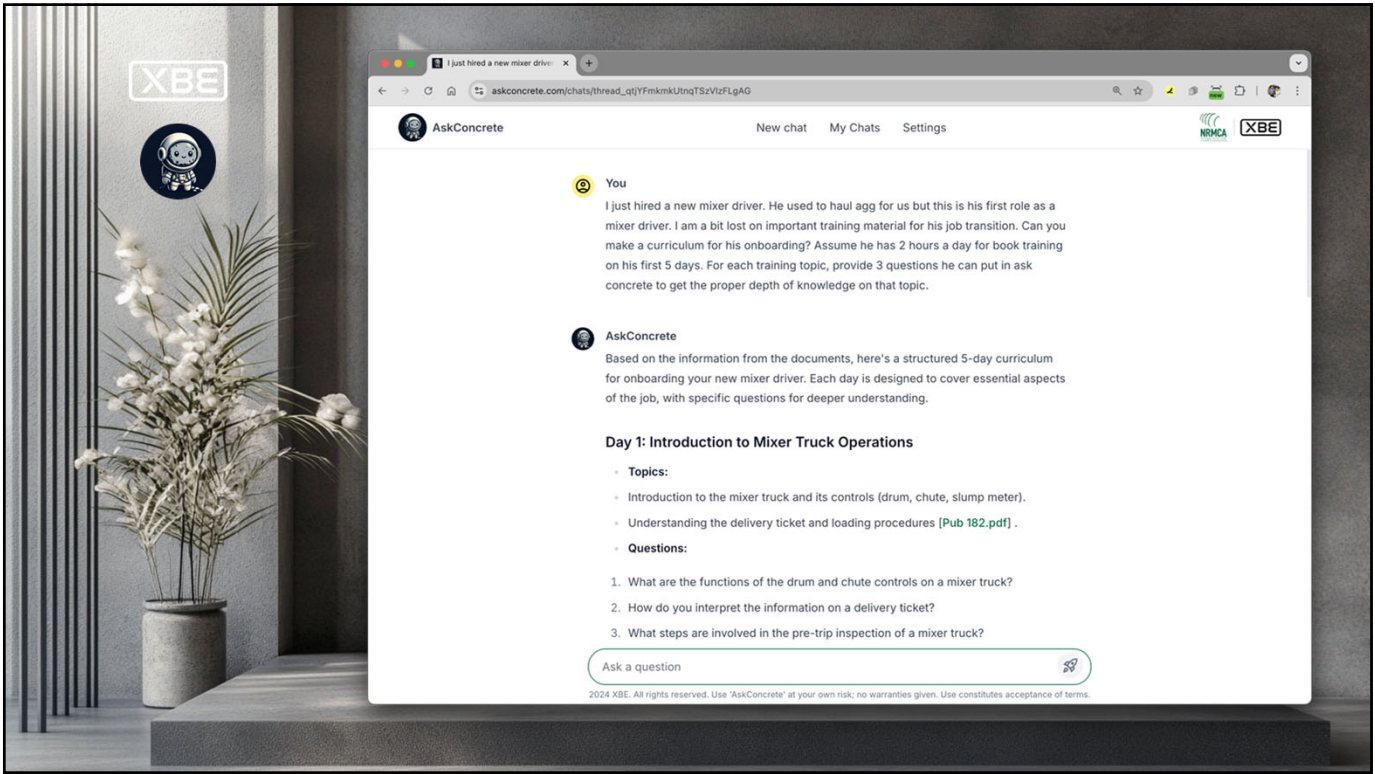 XBE
I just hired a new mixer drive
askconcrete.com/chats/thread_qtjYFmkmkUtnqTSzVlzFLgAG
new
AskConcrete
New chat
My Chats
Settings
NRMCA
XBE
You
I just hired a new mixer driver. He used to haul agg for us but this is his first role as a
mixer driver. I am a bit lost on important training material for his job transition. Can you
make a curriculum for his onboarding? Assume he has 2 hours a day for book training
on his first 5 days. For each training topic, provide 3 questions he can put in ask
concrete to get the proper depth of knowledge on that topic.
AskConcrete
Based on the information from the documents, here's a structured 5-day curriculum
for onboarding your new mixer driver. Each day is designed to cover essential aspects
of the job, with specific questions for deeper understanding.
Day 1: Introduction to Mixer Truck Operations
Topics:
Introduction to the mixer truck and its controls (drum, chute, slump meter).
Understanding the delivery ticket and loading procedures [Pub 182.pdf] .
Questions:
1. What are the functions of the drum and chute controls on a mixer truck?
2. How do you interpret the information on a delivery ticket?
3. What steps are involved in the pre-trip inspection of a mixer truck?
Ask a question
2024 XBE. All rights reserved. Use 'AskConcrete' at your own risk; no warranties given. Use constitutes acceptance of terms.